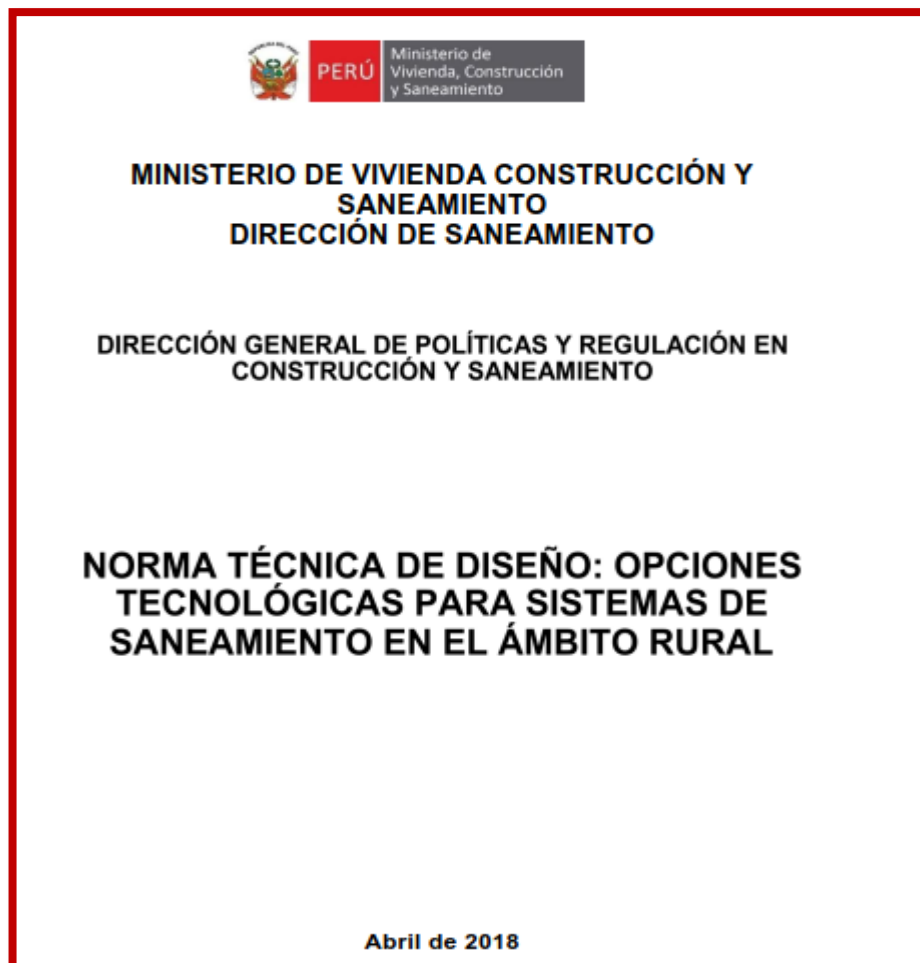 PERÚ
Ministerio de
Vivienda, Construcción
y Saneamiento
MINISTERIO DE VIVIENDA CONSTRUCCIÓN Y
SANEAMIENTO
DIRECCIÓN DE SANEAMIENTO
DIRECCIÓN GENERAL DE POLÍTICAS Y REGULACIÓN EN
CONSTRUCCIÓN Y SANEAMIENTO
NORMA TÉCNICA DE DISEÑO: OPCIONES
TECNOLÓGICAS PARA SISTEMAS DE
SANEAMIENTO EN EL ÁMBITO RURAL
Abril de 2018